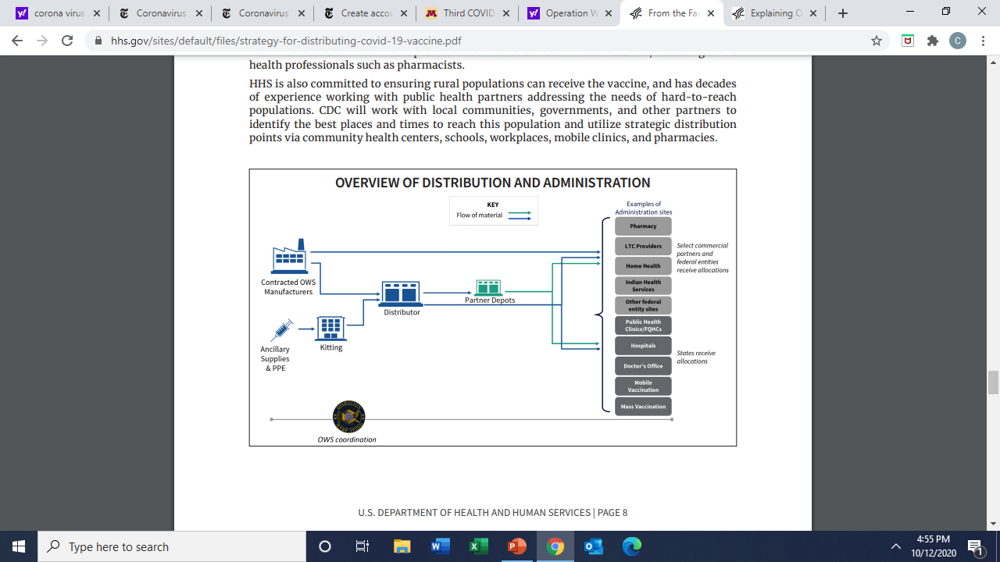 corona virus
Coronavirus
Corona virus
Create accou
Third COVID
Operation W
From the Fac
Explaining O
hhs.gov/sites/default/files/strategy-for-distributing-covid-19-vaccine.pdf
C
health professionals such as pharmacists.
HHS is also committed to ensuring rural populations can receive the vaccine, and has decades
of experience working with public health partners addressing the needs of hard-to-reach
populations. CDC will work with local communities, governments, and other partners to
identify the best places and times to reach this population and utilize strategic distribution
points via community health centers, schools, workplaces, mobile clinics, and pharmacies.
OVERVIEW OF DISTRIBUTION AND ADMINISTRATION
KEY
Flow of material
Examples of
Administration sites
Pharmacy
LTC Providers
Home Health
Indian Health
Services
Other federal
entity sites
Public Health
Clinics/FQHCs
Hospitals
Doctor's Office
Mobile
Vaccination
Mass Vaccination
Select commercial
partners and
federal entities
receive allocations
States receive
allocations
Contracted OWS
Manufacturers
Distributor
Partner Depots
Kitting
Ancillary
Supplies
& PPE
OWS coordination
U.S. DEPARTMENT OF HEALTH AND HUMAN SERVICES | PAGE 8
Type here to search
4:55 PM
10/12/2020
1